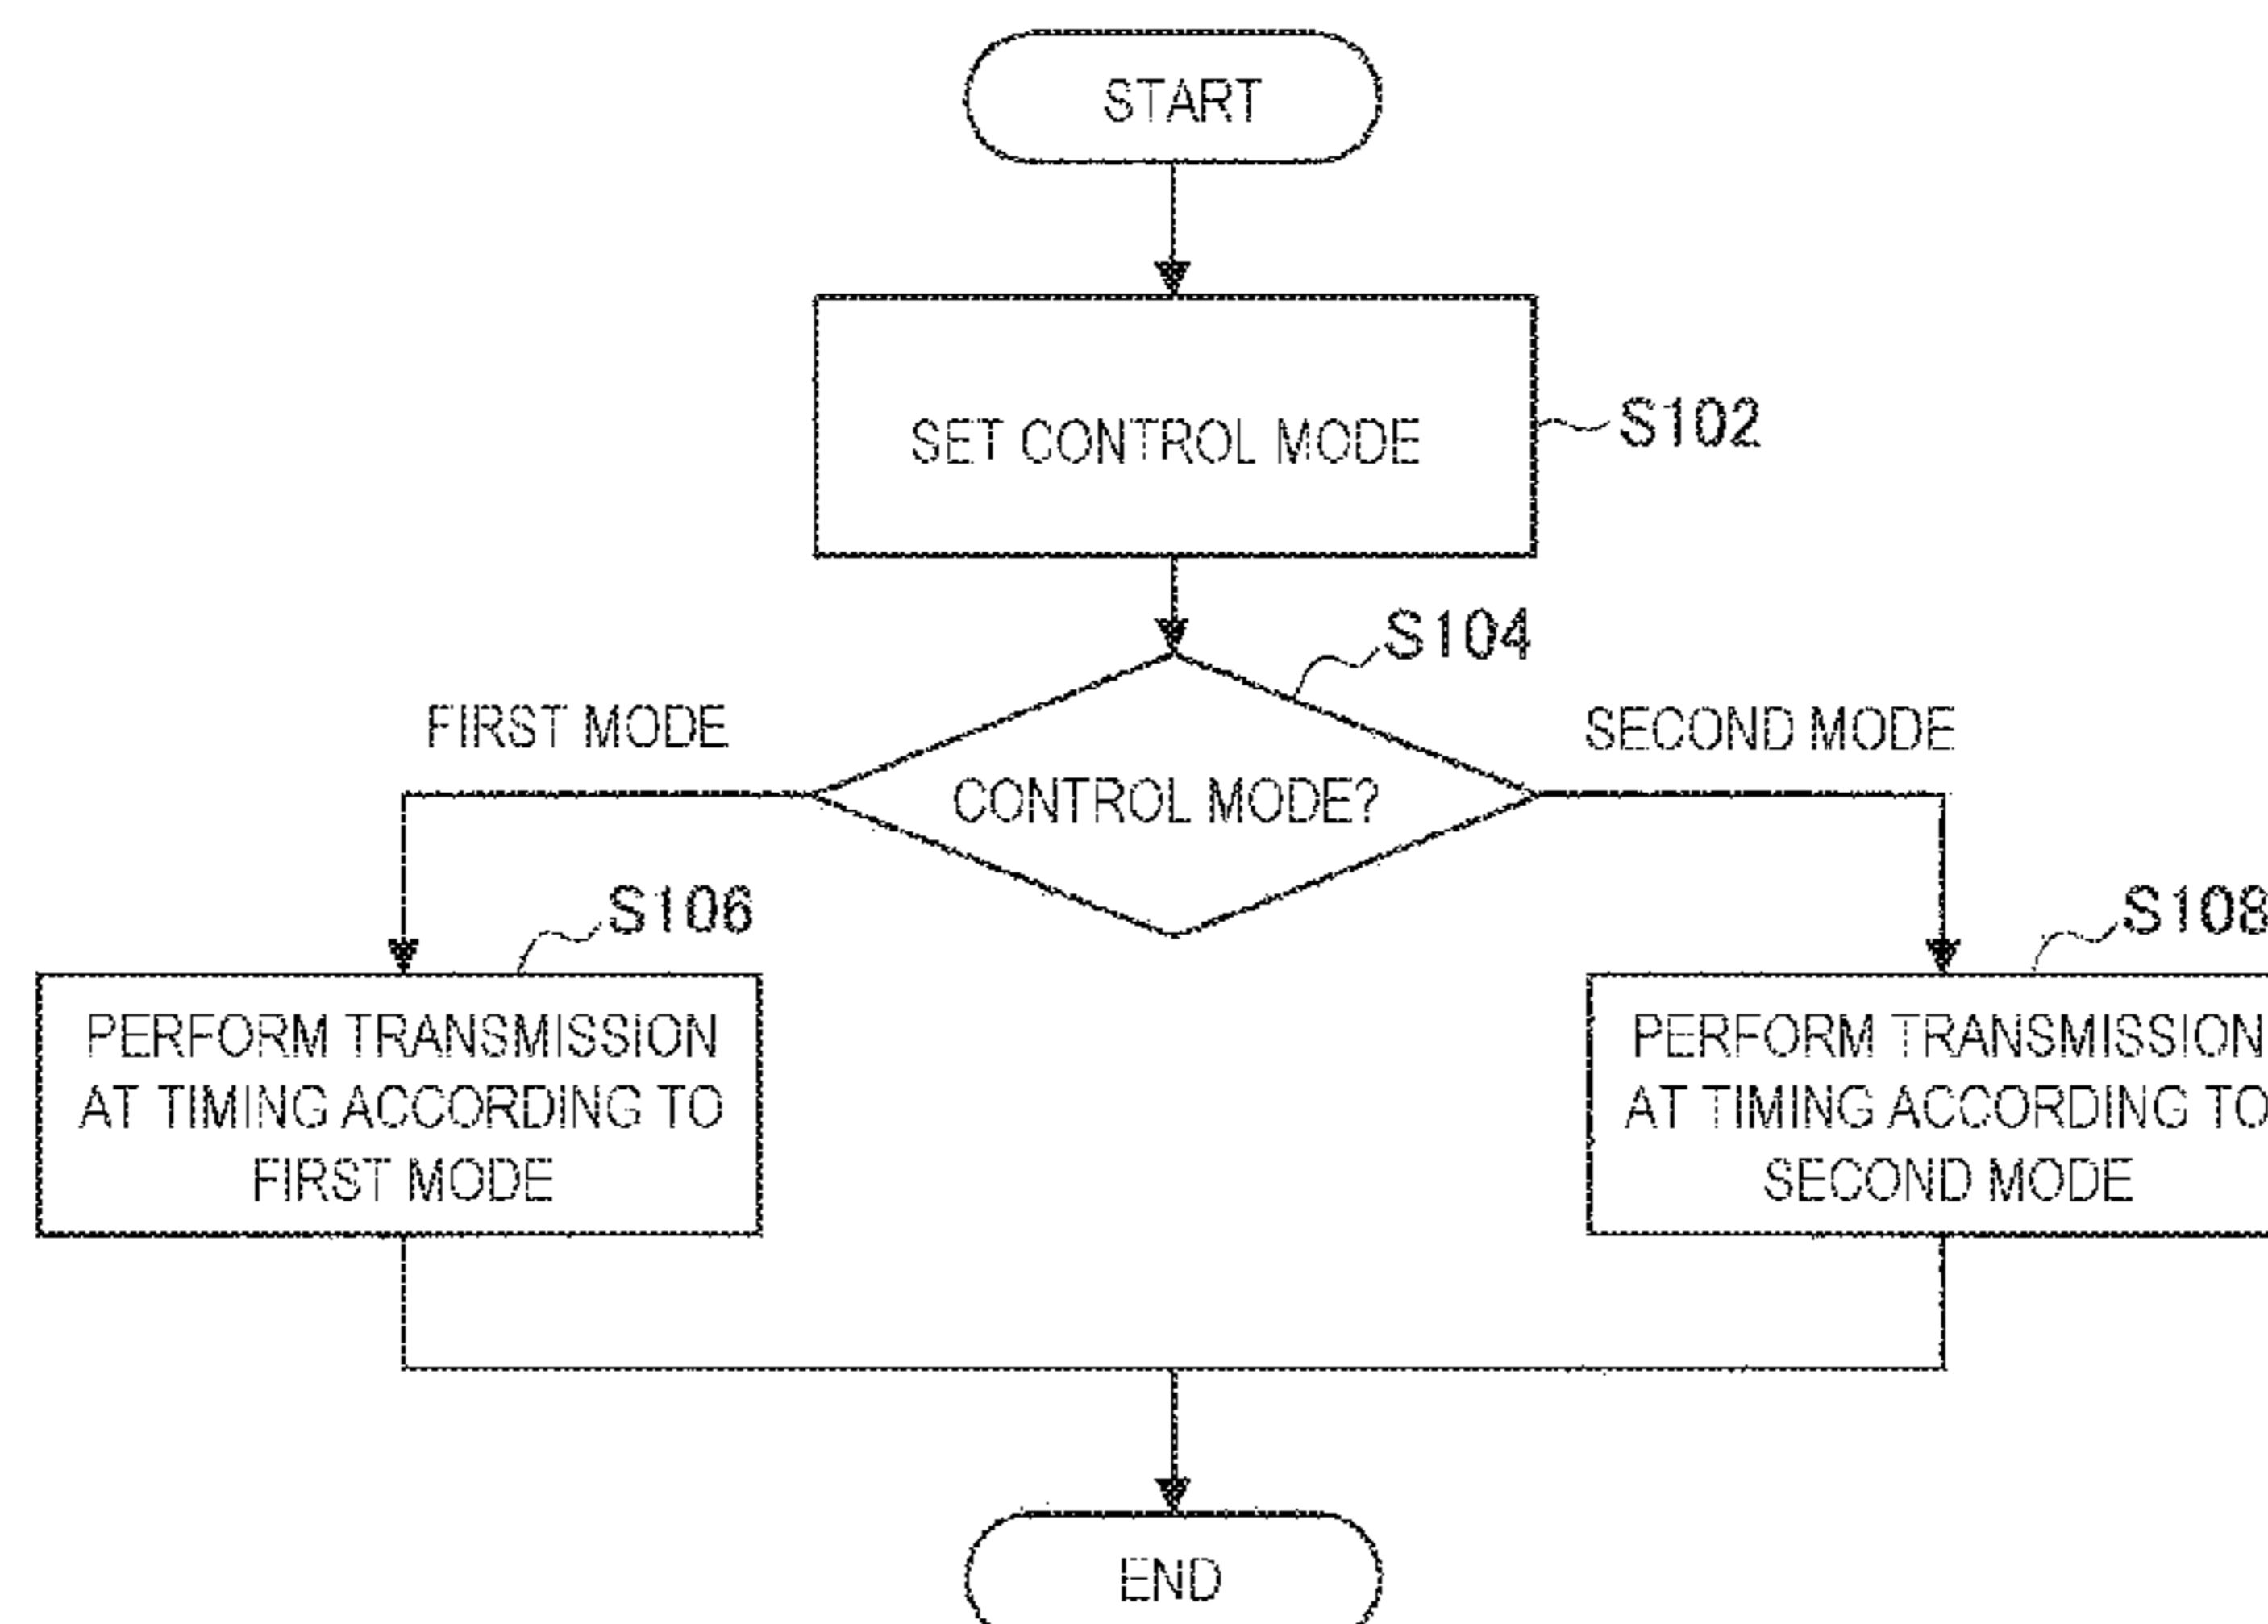 START
SET CONTROL MODE
S102
S104
FIRST MODE
SECOND MODE
CONTROL MODE?
S106
S108
PERFORM TRANSMISSION
AT TIMING ACCORDING TO
FIRST MODE
PERFORM TRANSMISSION
AT TIMING ACCORDING TO
SECOND MODE
END